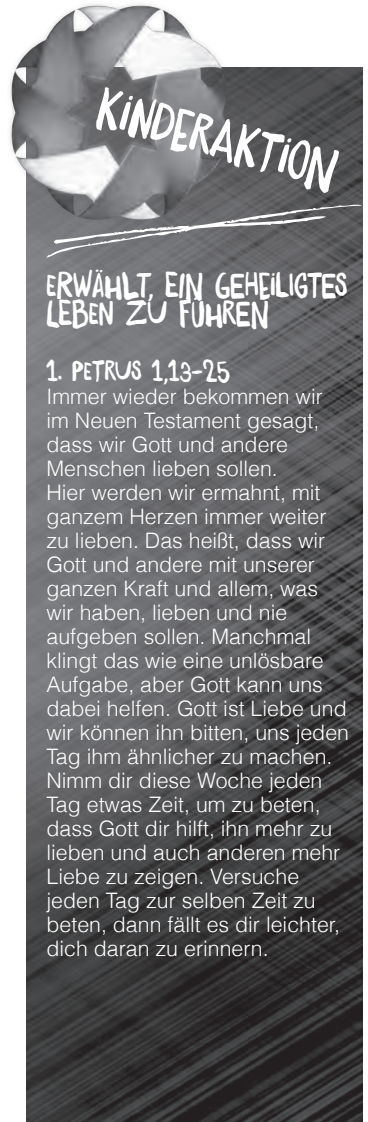 KINDERAKTION
ERWÄHLT, EIN GEHEILIGTES
LEBEN ZU FÜHREN
1. PETRUS 1,13-25
Immer wieder bekommen wir
im Neuen Testament gesagt,
dass wir Gott und andere
Menschen lieben sollen.
Hier werden wir ermahnt, mit
ganzem Herzen immer weiter
zu lieben. Das heißt, dass wir
Gott und andere mit unserer
ganzen Kraft und allem, was
wir haben, lieben und nie
aufgeben sollen. Manchmal
klingt das wie eine unlösbare
Aufgabe, aber Gott kann uns
dabei helfen. Gott ist Liebe und
wir können ihn bitten, uns jeden
Tag ihm ähnlicher zu machen.
Nimm dir diese Woche jeden
Tag etwas Zeit, um zu beten,
dass Gott dir hilft, ihn mehr zu
lieben und auch anderen mehr
Liebe zu zeigen. Versuche
jeden Tag zur selben Zeit zu
beten, dann fällt es dir leichter,
dich daran zu erinnern.